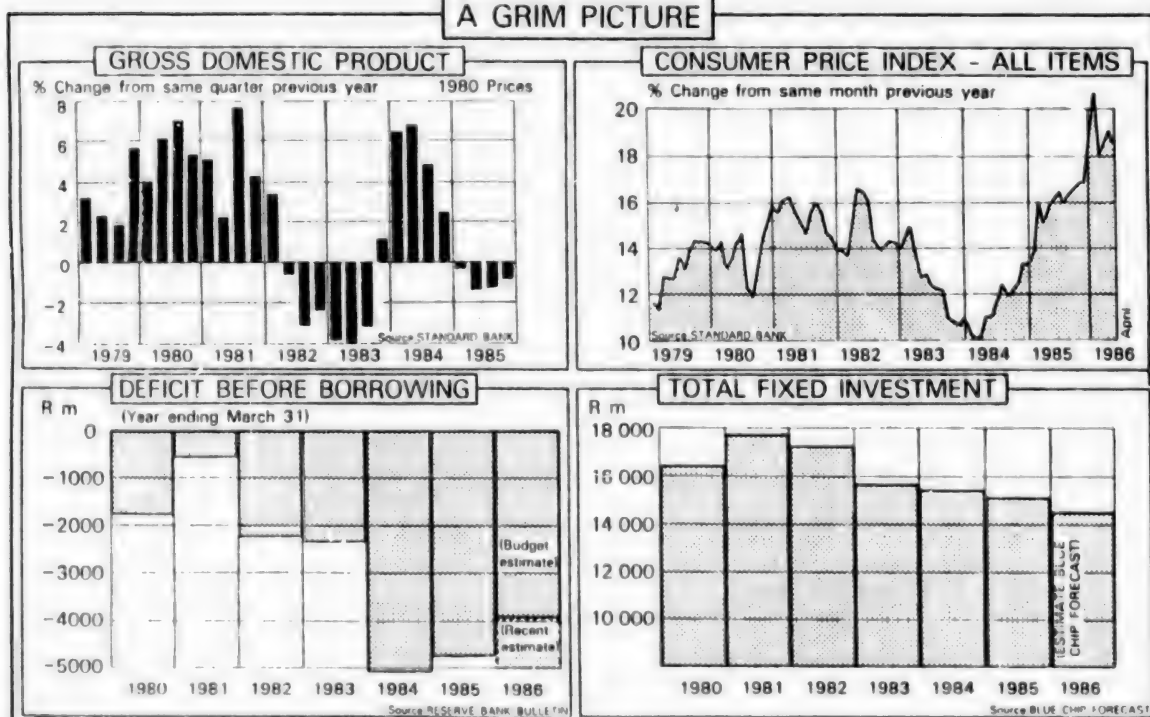 A GRIM PICTURE
GROSS DOMESTIC PRODUCT
% Change from same quarter previous year 1980 Prices
8
6
4
2
0
-2
-4
Source STANDARD BANK
1979 1980 1981 1982 1983 1984 1985
CONSUMER PRICE INDEX - ALL ITEMS
% Change from same month previous year
20
18
16
14
12
10
Source STANDARD BANK
April
1979 1980 1981 1982 1983 1984 1985 1986
DEFICIT BEFORE BORROWING
R m (Year ending March 31)
0
-1000
-2000
-3000
-4000
-5000
(Budget
estimate)
(Recent
estimate)
1980 1981 1982 1983 1984 1985 1986
Source RESERVE BANK BULLETIN
TOTAL FIXED INVESTMENT
R m
18 000
16 000
14 000
12 000
10 000
(ESTIMATE BLUE
CHIP FORECAST)
1980 1981 1982 1983 1984 1985 1986
Source BLUE CHIP FORECAST